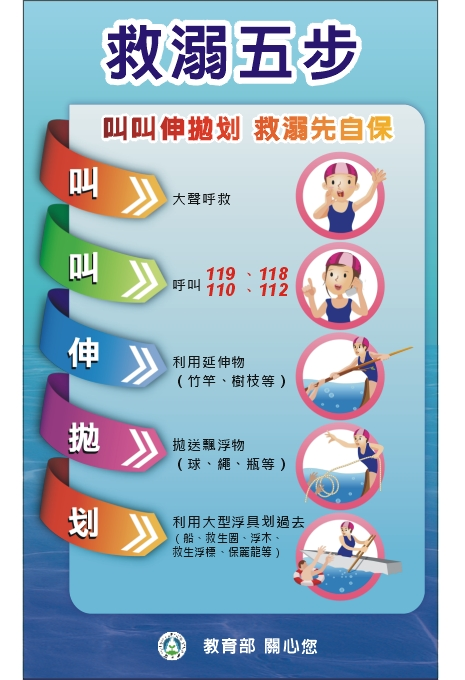 救溺五步
叫叫伸拋划 救溺先自保
叫
大聲呼救
叫
呼叫 119、118
110、112
伸
利用延伸物
（竹竿、樹枝等）
拋
拋送飄浮物
（球、繩、瓶等）
划
利用大型浮具划過去
（船、救生圈、浮木、
救生浮標、保麗龍等）
教育部 關心您